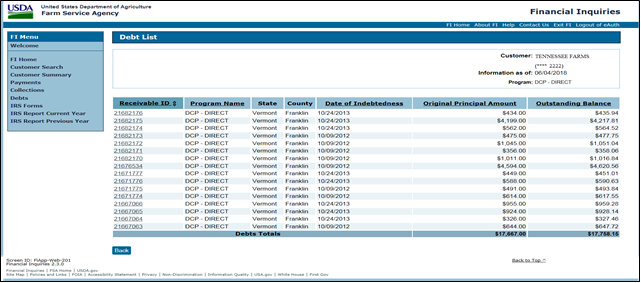 USDA
United States Department of Agriculture
Farm Service Agency
Financial Inquiries
FI Home About FI Help Contact Us Exit FI Logout of eAuth
FI Menu
Welcome
FI Home
Customer Search
Customer Summary
Payments
Collections
Debts
IRS Forms
IRS Report Current Year
IRS Report Previous Year
Debt List
Customer: TENNESSEE FARMS
(**** 2222)
Information as of: 06/04/2018
Program: DCP - DIRECT
Receivable ID Program Name State County Date of Indebtedness Original Principal Amount Outstanding Balance
21682176 DCP - DIRECT Vermont Franklin 10/24/2013 $434.00 $435.94
21682175 DCP - DIRECT Vermont Franklin 10/24/2013 $4,199.00 $4,217.81
21682174 DCP - DIRECT Vermont Franklin 10/24/2013 $562.00 $564.52
21682173 DCP - DIRECT Vermont Franklin 10/09/2012 $475.00 $477.75
21682172 DCP - DIRECT Vermont Franklin 10/09/2012 $1,045.00 $1,051.04
21682171 DCP - DIRECT Vermont Franklin 10/09/2012 $356.00 $358.06
21682170 DCP - DIRECT Vermont Franklin 10/09/2012 $1,011.00 $1,016.84
21676534 DCP - DIRECT Vermont Franklin 10/09/2012 $4,594.00 $4,620.56
21671777 DCP - DIRECT Vermont Franklin 10/24/2013 $449.00 $451.01
21671776 DCP - DIRECT Vermont Franklin 10/24/2013 $588.00 $590.63
21671775 DCP - DIRECT Vermont Franklin 10/09/2012 $491.00 $493.84
21671774 DCP - DIRECT Vermont Franklin 10/09/2012 $614.00 $617.55
21667066 DCP - DIRECT Vermont Franklin 10/24/2013 $955.00 $959.28
21667065 DCP - DIRECT Vermont Franklin 10/24/2013 $924.00 $928.14
21667064 DCP - DIRECT Vermont Franklin 10/24/2013 $326.00 $327.46
21667063 DCP - DIRECT Vermont Franklin 10/09/2012 $644.00 $647.72
Debts Totals $17,667.00 $17,758.15
Back
Screen ID: FIApp-Web-201
Financial Inquiries 2.3.0
Back to Top ^
Financial Inquiries | FSA Home | USDA.gov
Site Map | Policies and Links | FOIA | Accessibility Statement | Privacy | Non-Discrimination | Information Quality | USA.gov | White House | First Gov